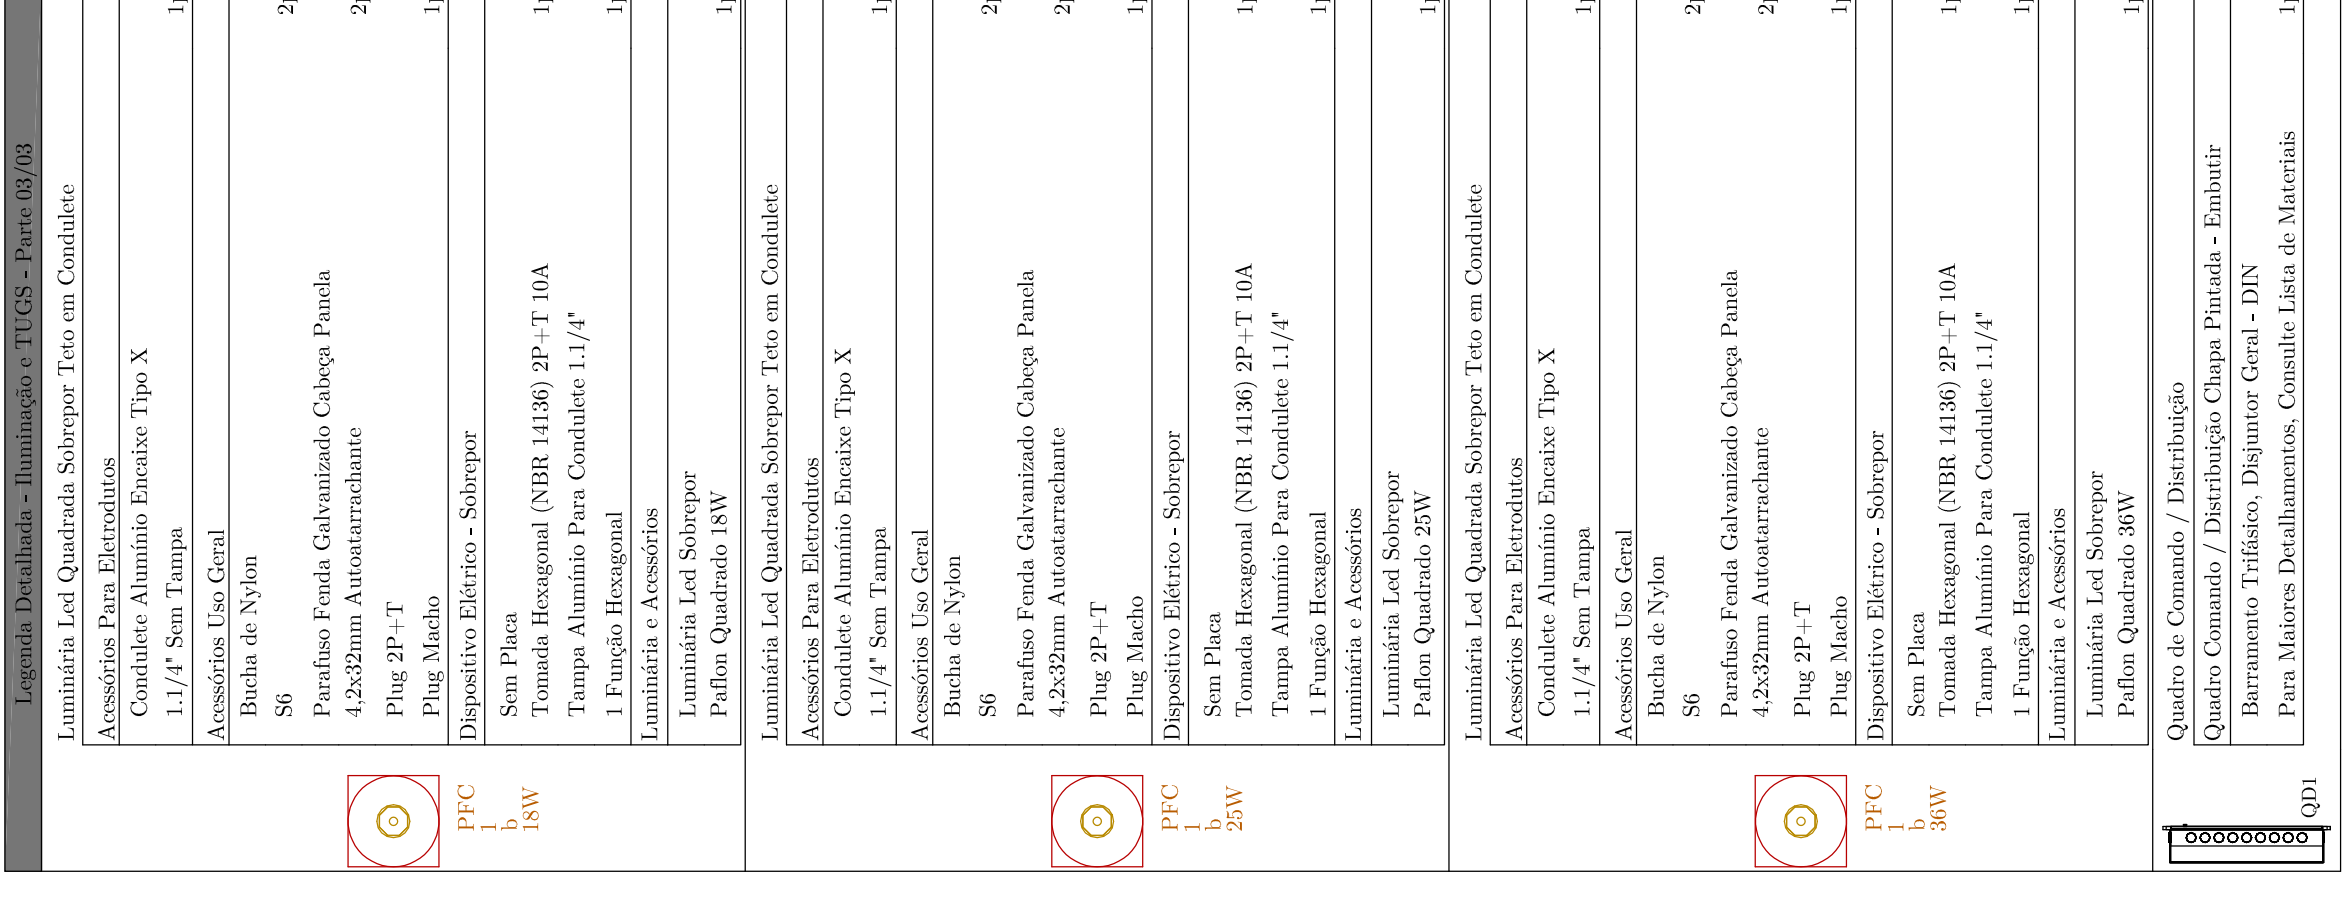 Legenda Detalhada - Iluminação e TUGS - Parte 03/03
Luminária Led Quadrada Sobrepor Teto em Condulete
Acessórios Para Eletrodutos
Condulete Alumínio Encaixe Tipo X
1.1/4" Sem Tampa
Acessórios Uso Geral
Bucha de Nylon
S6
Parafuso Fenda Galvanizado Cabeça Panela
4,2x32mm Autoatarrachante
Plug 2P+T
Plug Macho
Dispositivo Elétrico - Sobrepor
Sem Placa
Tomada Hexagonal (NBR 14136) 2P+T 10A
Tampa Alumínio Para Condulete 1.1/4"
1 Função Hexagonal
Luminária e Acessórios
Luminária Led Sobrepor
Paflon Quadrado 18W
PFC
1
b
18W
Luminária Led Quadrada Sobrepor Teto em Condulete
Acessórios Para Eletrodutos
Condulete Alumínio Encaixe Tipo X
1.1/4" Sem Tampa
Acessórios Uso Geral
Bucha de Nylon
S6
Parafuso Fenda Galvanizado Cabeça Panela
4,2x32mm Autoatarrachante
Plug 2P+T
Plug Macho
Dispositivo Elétrico - Sobrepor
Sem Placa
Tomada Hexagonal (NBR 14136) 2P+T 10A
Tampa Alumínio Para Condulete 1.1/4"
1 Função Hexagonal
Luminária e Acessórios
Luminária Led Sobrepor
Paflon Quadrado 25W
PFC
1
b
25W
Luminária Led Quadrada Sobrepor Teto em Condulete
Acessórios Para Eletrodutos
Condulete Alumínio Encaixe Tipo X
1.1/4" Sem Tampa
Acessórios Uso Geral
Bucha de Nylon
S6
Parafuso Fenda Galvanizado Cabeça Panela
4,2x32mm Autoatarrachante
Plug 2P+T
Plug Macho
Dispositivo Elétrico - Sobrepor
Sem Placa
Tomada Hexagonal (NBR 14136) 2P+T 10A
Tampa Alumínio Para Condulete 1.1/4"
1 Função Hexagonal
Luminária e Acessórios
Luminária Led Sobrepor
Paflon Quadrado 36W
PFC
1
b
36W
Quadro de Comando / Distribuição
Quadro Comando / Distribuição Chapa Pintada - Embutir
Barramento Trifásico, Disjuntor Geral - DIN
Para Maiores Detalhamentos, Consulte Lista de Materiais
QD1